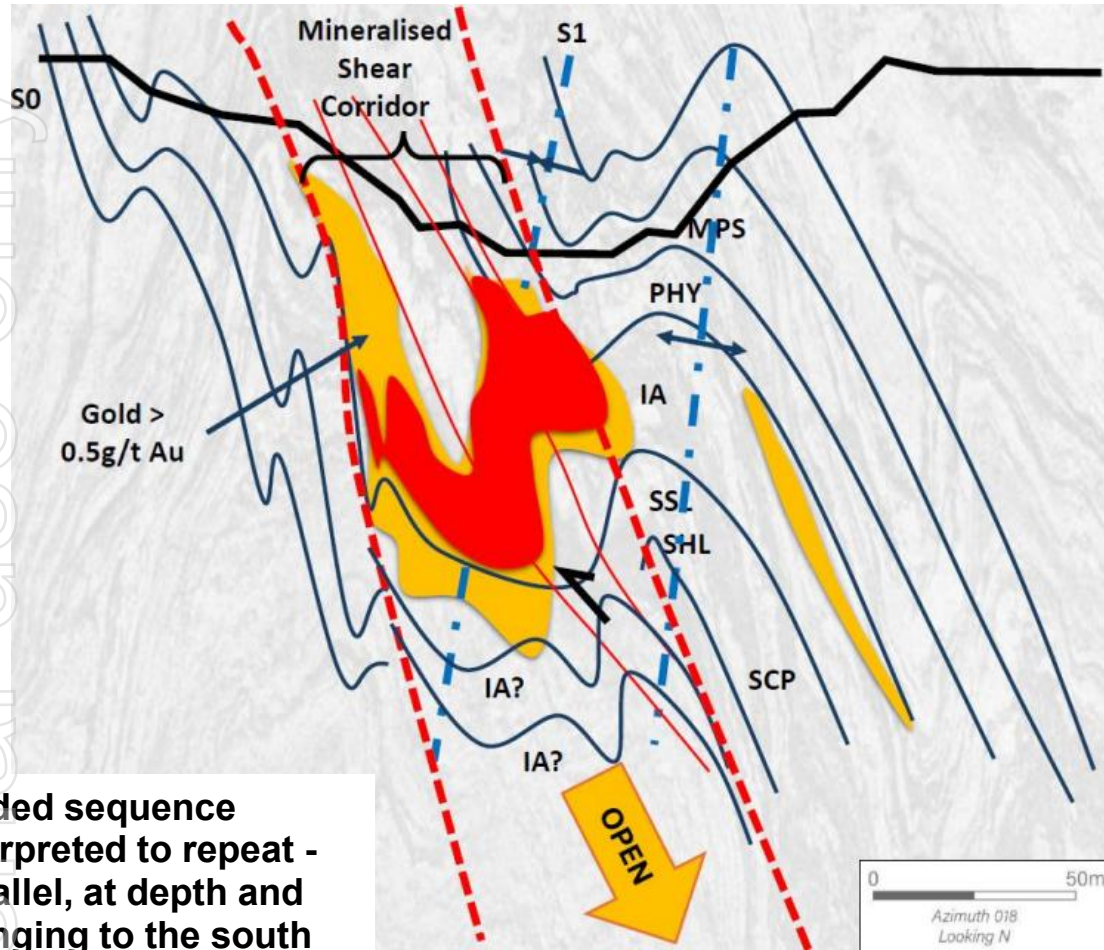 Mineralised
Shear
Corridor
S1
S0
MPS
PHY
Gold >
0.5g/t Au
IA
SSL
SHL
SCP
IA?
IA?
OPEN
ded sequence
rpreted to repeat -
allel, at depth and
nging to the south
0 50m
Azimuth 018
Looking N